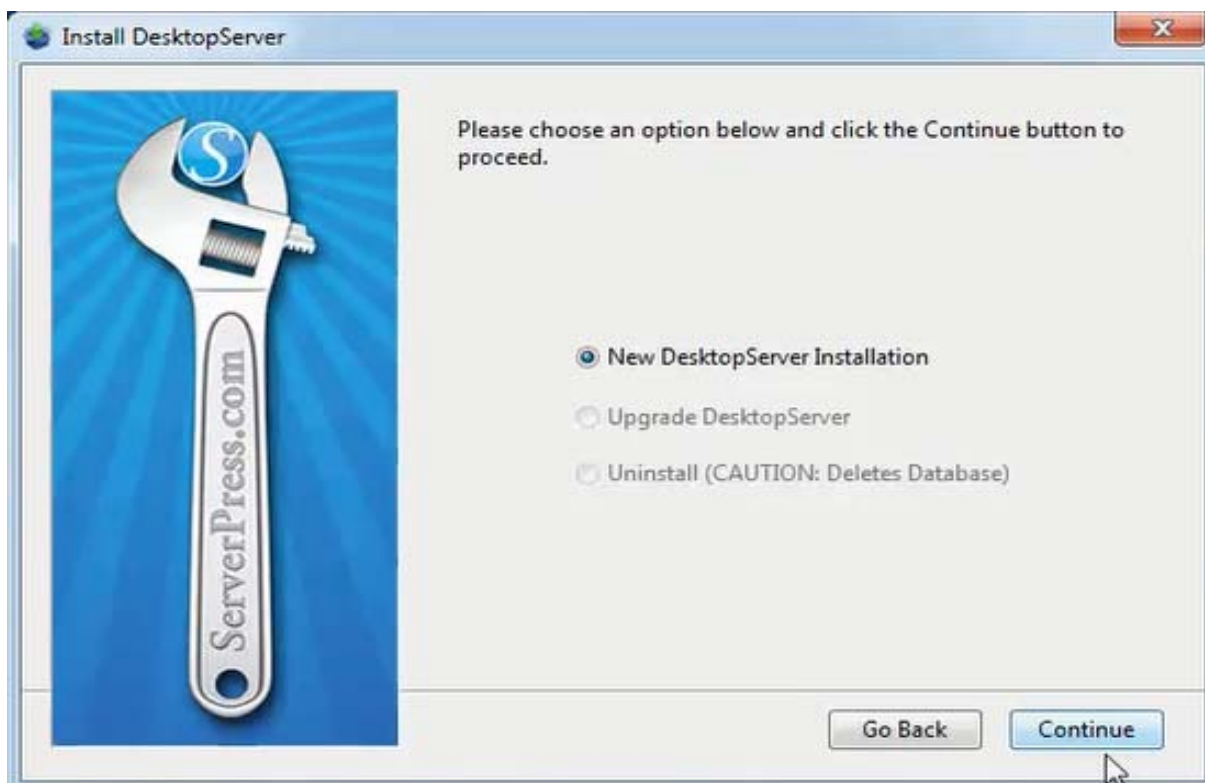 Install DesktopServer
Please choose an option below and click the Continue button to
proceed.
S
ServerPress.com
New DesktopServer Installation
Upgrade DesktopServer
Uninstall (CAUTION: Deletes Database)
Go Back
Continue